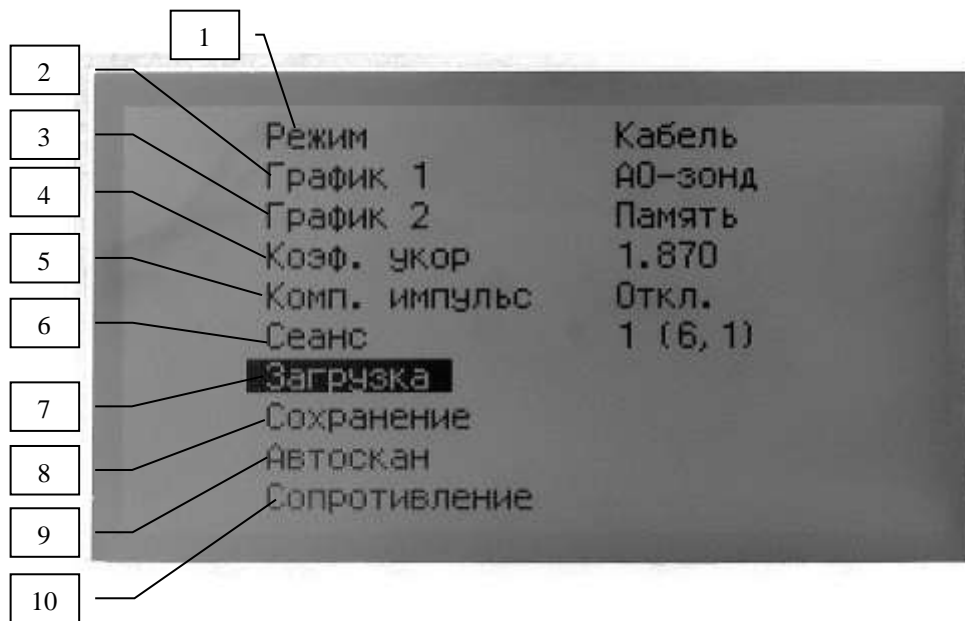 1
2
3
4
5
6
7
8
9
10
Режим Кабель
График 1 АО-зонд
График 2 Память
Коэф. укор 1.870
Комп. импульс Откл.
Сеанс 1 (6,1)
Загрузка
Сохранение
Автоскан
Сопротивление